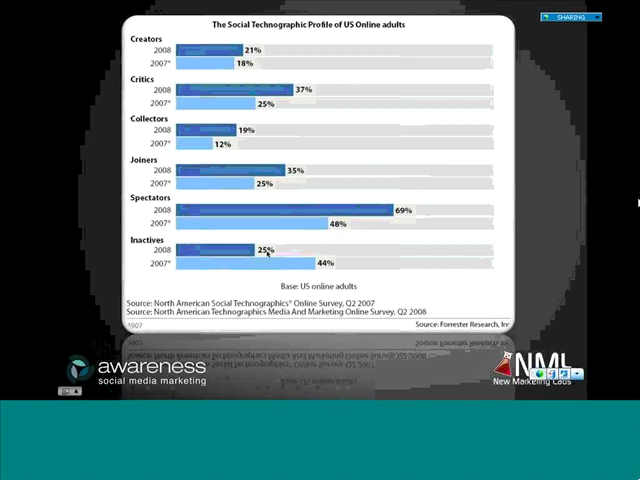 SHARING
The Social Technographic Profile of US Online adults
Creators
2008 21%
2007* 18%
Critics
2008 37%
2007* 25%
Collectors
2008 19%
2007* 12%
Joiners
2008 35%
2007* 25%
Spectators
2008 69%
2007* 48%
Inactives
2008 25%
2007* 44%
Base: US online adults
Source: North American Social Technographics® Online Survey, Q2 2007
Source: North American Technographics Media And Marketing Online Survey, Q2 2008
Source: Forrester Research, In
awareness
social media marketing
NML
New Marketing Labs